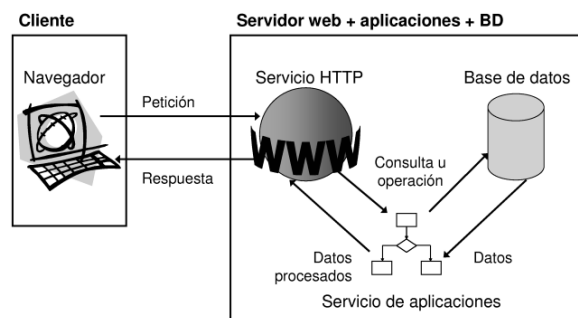 Cliente
Servidor web + aplicaciones + BD
Navegador
Servicio HTTP
Base de datos
Petición
WWW
Respuesta
Consulta u
operación
Datos
procesados
Datos
Servicio de aplicaciones